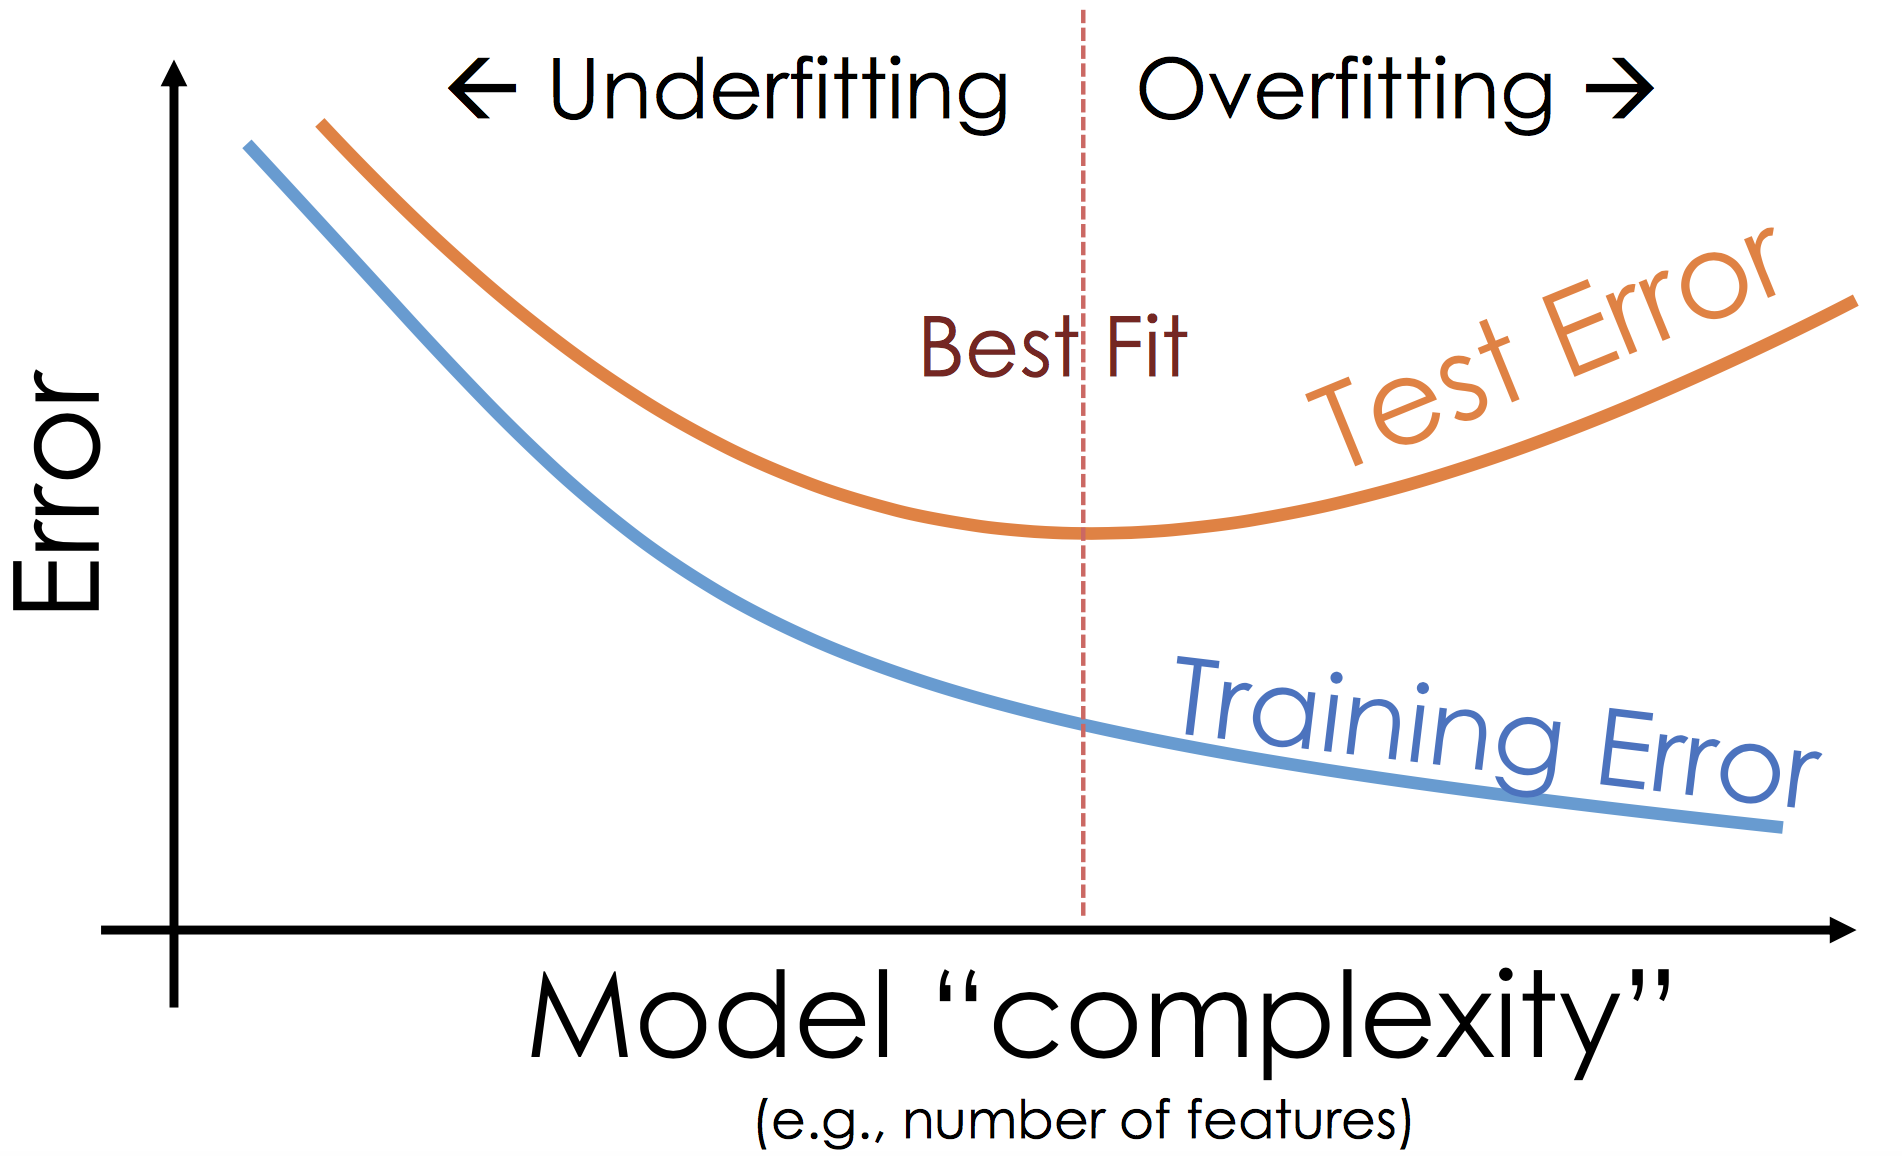 ← Underfitting
Overfitting →
Best Fit
Test Error
Training Error
Error
Model “complexity”
(e.g., number of features)